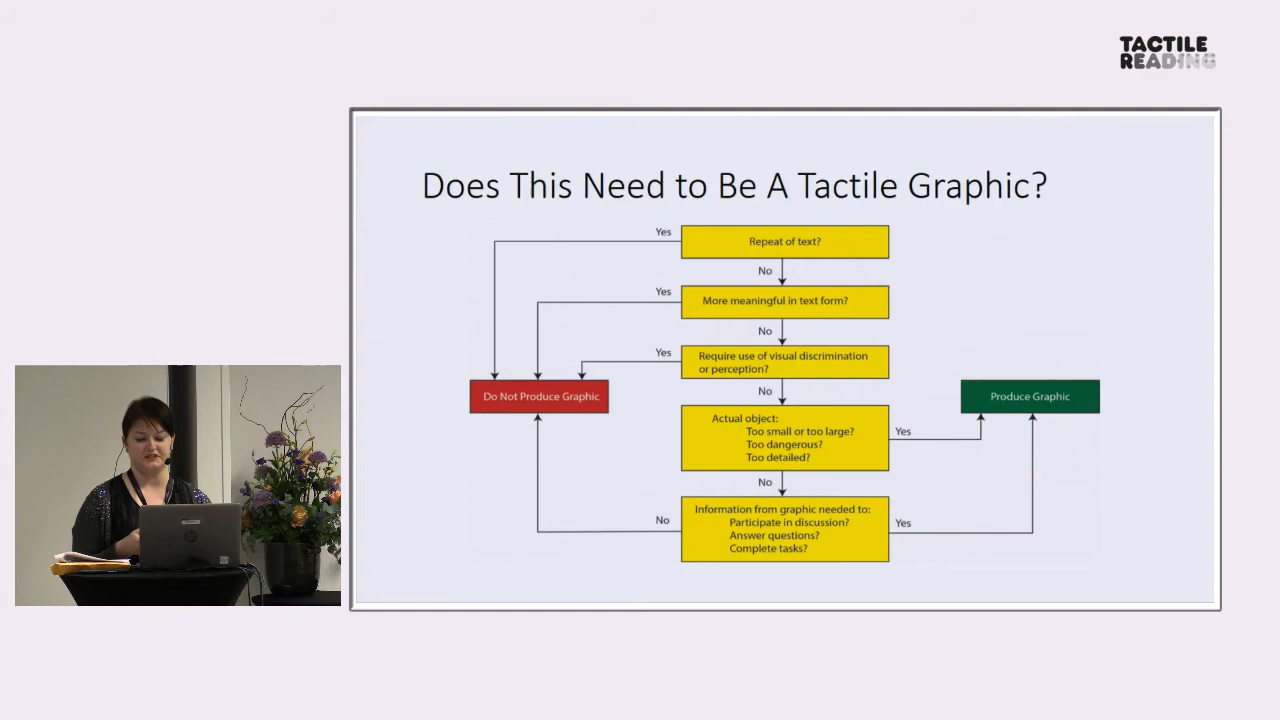 TACTILE
READING
Does This Need to Be A Tactile Graphic?
Yes
Repeat of text?
No
Yes
More meaningful in text form?
No
Yes
Require use of visual discrimination
or perception?
No
Do Not Produce Graphic
Produce Graphic
Actual object:
Too small or too large?
Too dangerous?
Too detailed?
Yes
No
Information from graphic needed to:
Participate in discussion?
Answer questions?
Complete tasks?
No
Yes